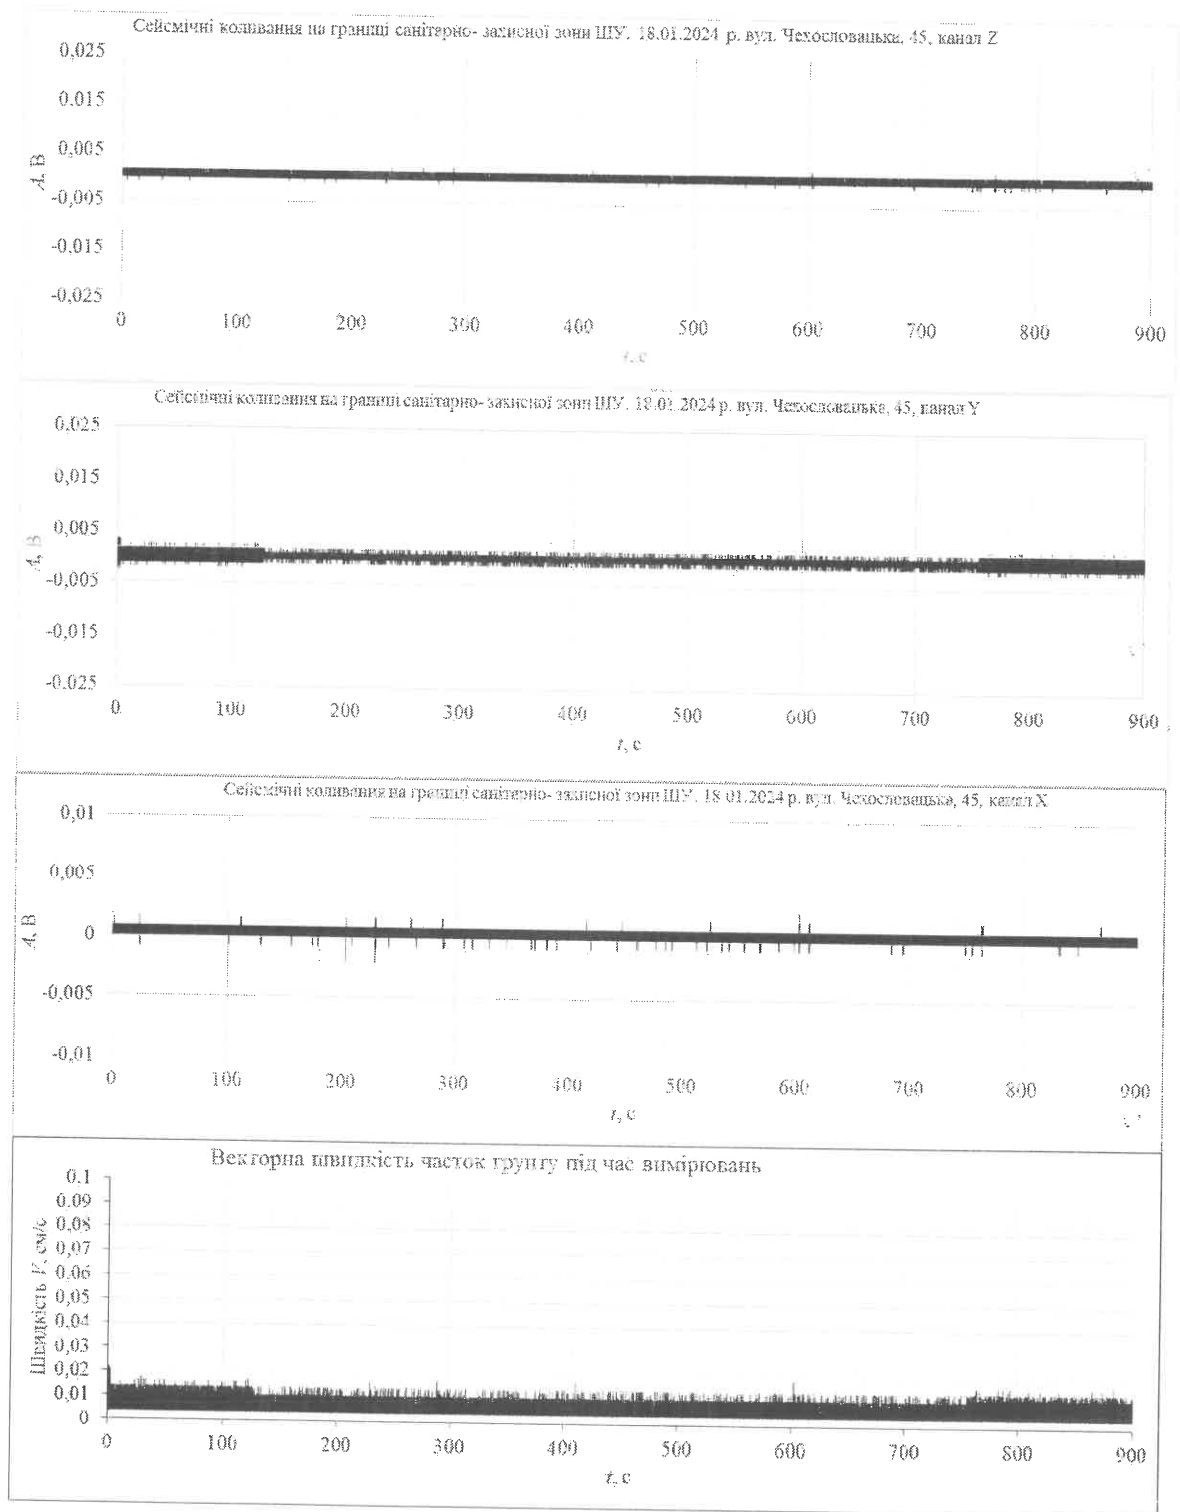 Сейсмічні коливання на границі санітарно- захисної зони ШУ. 18.01.2024 р. вул. Чехословацька, 45, канал Z
0,025
0.015
0,005
-0,005
-0.015
-0,025
A, В
0 100 200 300 400 500 600 700 800 900
t, с
Сейсмічні коливання на границі санітарно- захисної зони ШУ. 18.01.2024 р. вул. Чехословацька, 45, канал Y
0.025
0,015
0,005
-0,005
-0,015
-0.025
A, В
0 100 200 300 400 500 600 700 800 900
t, с
Сейсмічні коливання на границі санітарно- захисної зони ШУ. 18 01.2024 р. вул. Чехословацька, 45, канал X
0,01
0,005
0
-0,005
-0,01
A, В
0 100 200 300 400 500 600 700 800 900
t, с
Векторна швидкість часток грунту під час вимірювань
0.1
0.09
0,08
0,07
0.06
0,05
0,04
0,03
0,02
0,01
0
Швидкість V, см/с
0 100 200 300 400 500 600 700 800 900
t, с